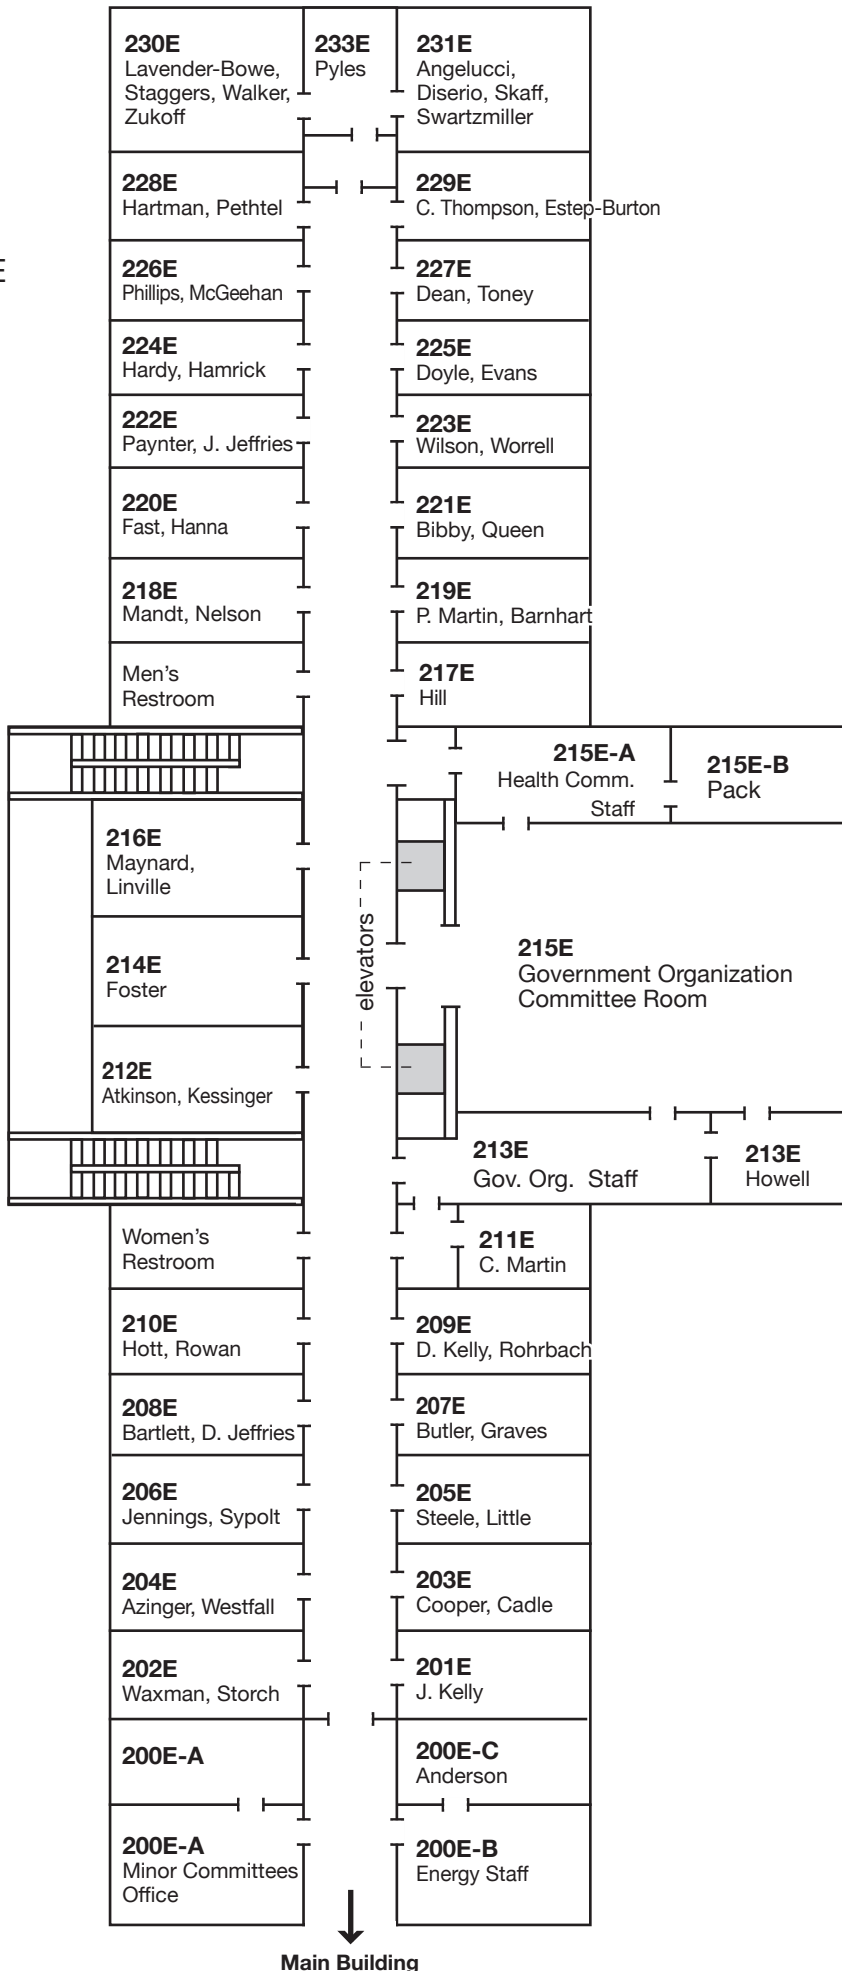 230E
Lavender-Bowe,
Staggers, Walker,
Zukoff
233E
Pyles
231E
Angelucci,
Diserio, Skaff,
Swartzmiller
228E
Hartman, Pethtel
229E
C. Thompson, Estep-Burton
E
226E
Phillips, McGeehan
227E
Dean, Toney
224E
Hardy, Hamrick
225E
Doyle, Evans
222E
Paynter, J. Jeffries
223E
Wilson, Worrell
220E
Fast, Hanna
221E
Bibby, Queen
218E
Mandt, Nelson
219E
P. Martin, Barnhart
Men's
Restroom
217E
Hill
215E-A
Health Comm.
Staff
215E-B
Pack
216E
Maynard,
Linville
elevators
215E
Government Organization
Committee Room
214E
Foster
212E
Atkinson, Kessinger
213E
Gov. Org. Staff
213E
Howell
Women's
Restroom
211E
C. Martin
210E
Hott, Rowan
209E
D. Kelly, Rohrbach
208E
Bartlett, D. Jeffries
207E
Butler, Graves
206E
Jennings, Sypolt
205E
Steele, Little
204E
Azinger, Westfall
203E
Cooper, Cadle
202E
Waxman, Storch
201E
J. Kelly
200E-A
200E-C
Anderson
200E-A
Minor Committees
Office
200E-B
Energy Staff
Main Building